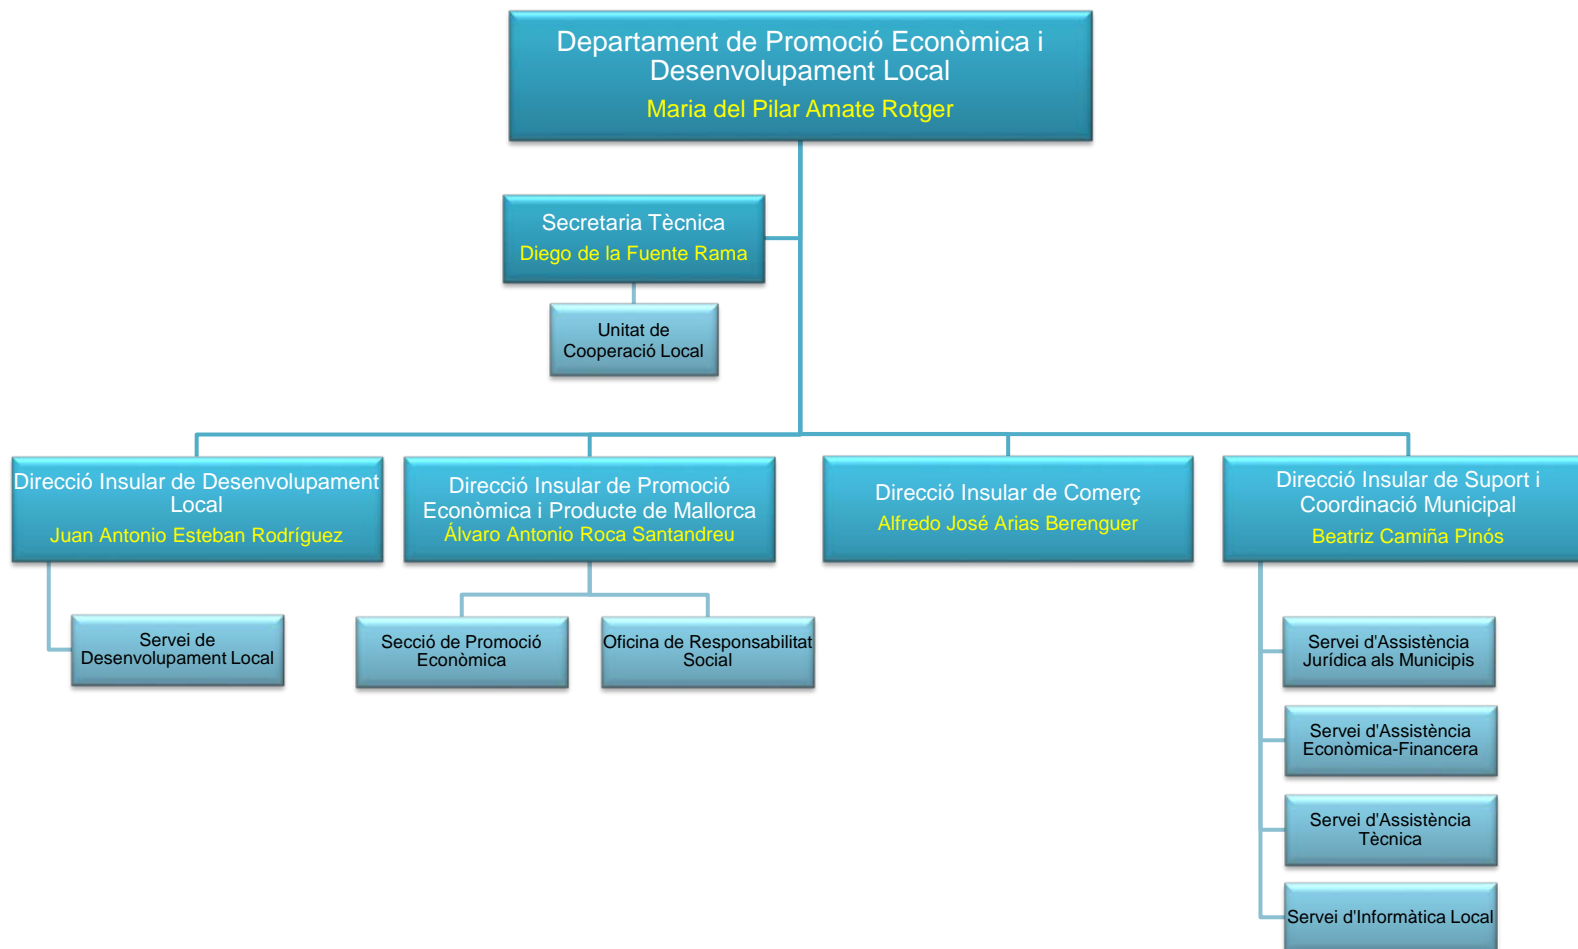 Departament de Promoció Econòmica i
Desenvolupament Local
Maria del Pilar Amate Rotger
Secretaria Tècnica
Diego de la Fuente Rama
Unitat de
Cooperació Local
Direcció Insular de Desenvolupament
Local
Juan Antonio Esteban Rodríguez
Direcció Insular de Promoció
Econòmica i Producte de Mallorca
Álvaro Antonio Roca Santandreu
Direcció Insular de Comerç
Alfredo José Arias Berenguer
Direcció Insular de Suport i
Coordinació Municipal
Beatriz Camiña Pinós
Servei de
Desenvolupament Local
Secció de Promoció
Econòmica
Oficina de Responsabilitat
Social
Servei d'Assistència
Jurídica als Municipis
Servei d'Assistència
Econòmica-Financera
Servei d'Assistència
Tècnica
Servei d'Informàtica Local